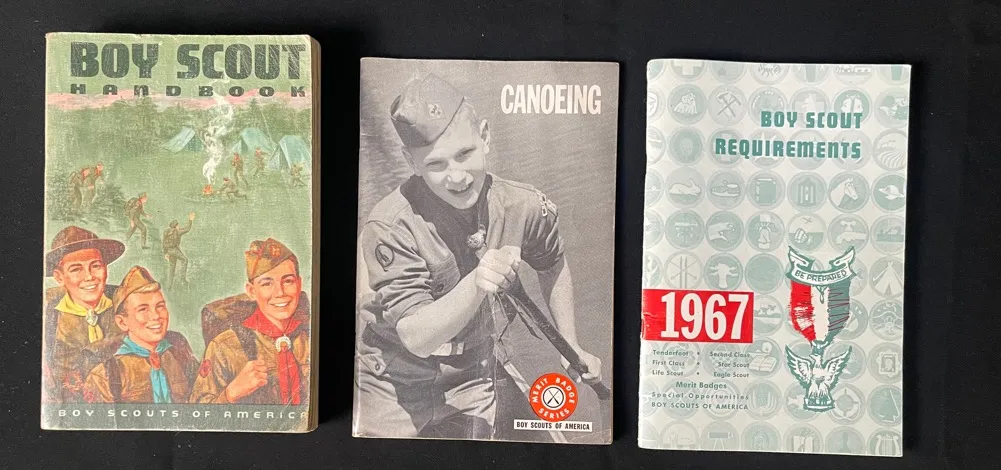 BOY SCOUT
HANDBOOK
BOY SCOUTS OF AMERICA
CANOEING
MERIT BADGE
SERIES
BOY SCOUTS OF AMERICA
BOY SCOUT
REQUIREMENTS
BE PREPARED
1967
Tenderfoot • Second Class
First Class • Star Scout
Life Scout • Eagle Scout
Merit Badges
Special Opportunities
BOY SCOUTS OF AMERICA